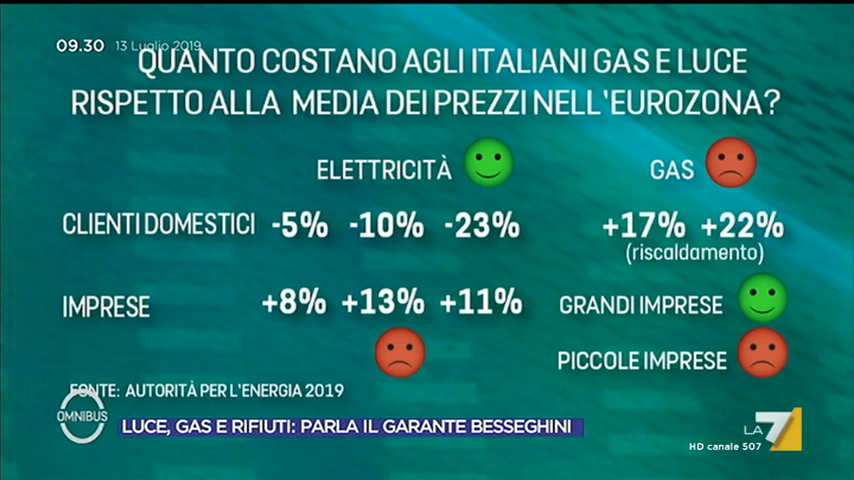 09.30 13 Luglio 2019
QUANTO COSTANO AGLI ITALIANI GAS E LUCE
RISPETTO ALLA MEDIA DEI PREZZI NELL'EUROZONA?
ELETTRICITÀ GAS
CLIENTI DOMESTICI -5% -10% -23% +17% +22%
(riscaldamento)
IMPRESE +8% +13% +11% GRANDI IMPRESE
PICCOLE IMPRESE
FONTE: AUTORITÀ PER L'ENERGIA 2019
OMNIBUS
LUCE, GAS E RIFIUTI: PARLA IL GARANTE BESSEGHINI
LA 7
HD canale 507